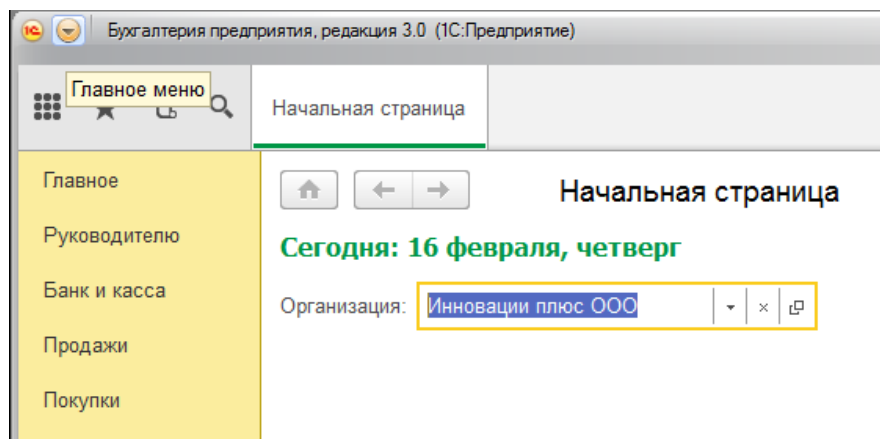 1С Бухгалтерия предприятия, редакция 3.0 (1С:Предприятие)
Главное меню
Начальная страница
Главное
Руководителю
Банк и касса
Продажи
Покупки
Начальная страница
Сегодня: 16 февраля, четверг
Организация: Инновации плюс ООО